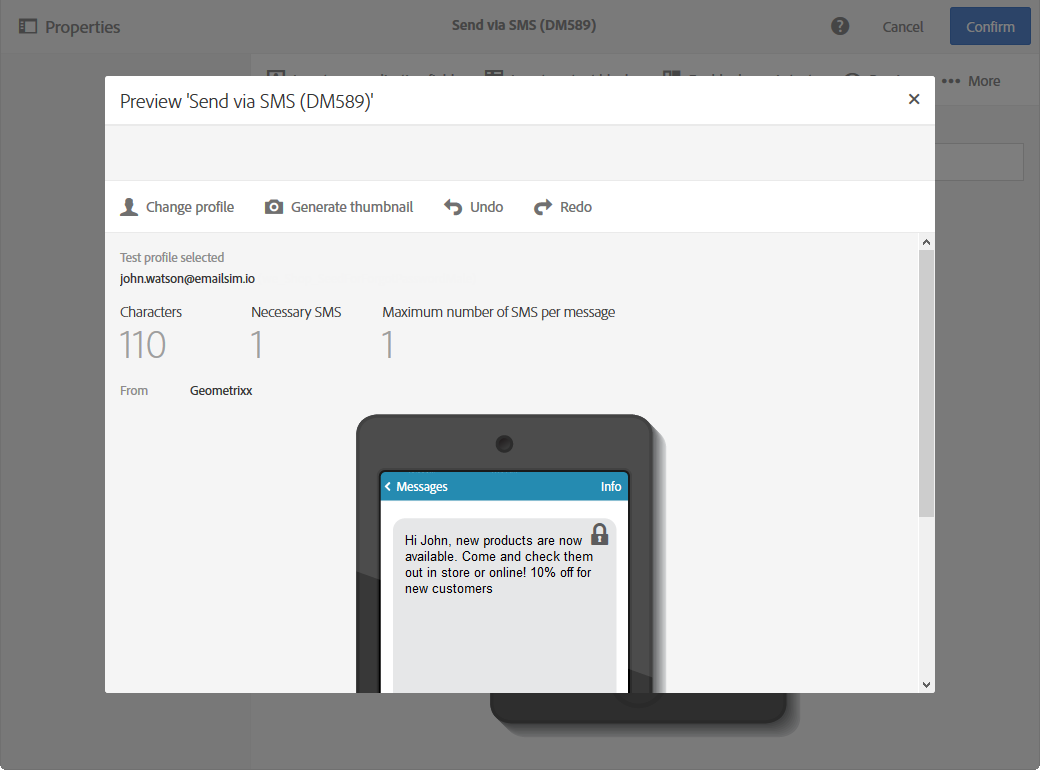 Properties
Send via SMS (DM589)
Cancel
Confirm
More
Preview 'Send via SMS (DM589)'
Change profile
Generate thumbnail
Undo
Redo
Test profile selected
john.watson@emailsim.io
Characters
Necessary SMS
Maximum number of SMS per message
110
1
1
From
Geometrixx
Messages
Info
Hi John, new products are now
available. Come and check them
out in store or online! 10% off for
new customers